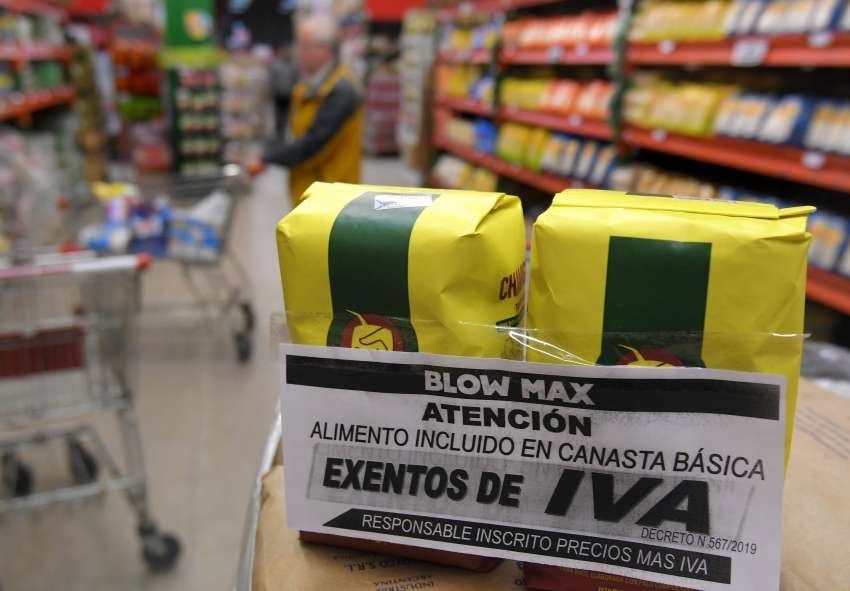 BLOW MAX
ATENCIÓN
ALIMENTO INCLUIDO EN CANASTA BÁSICA
EXENTOS DE IVA
DECRETO N 567/2019
RESPONSABLE INSCRITO PRECIOS MAS IVA
S.R.L.
ARGENTINA